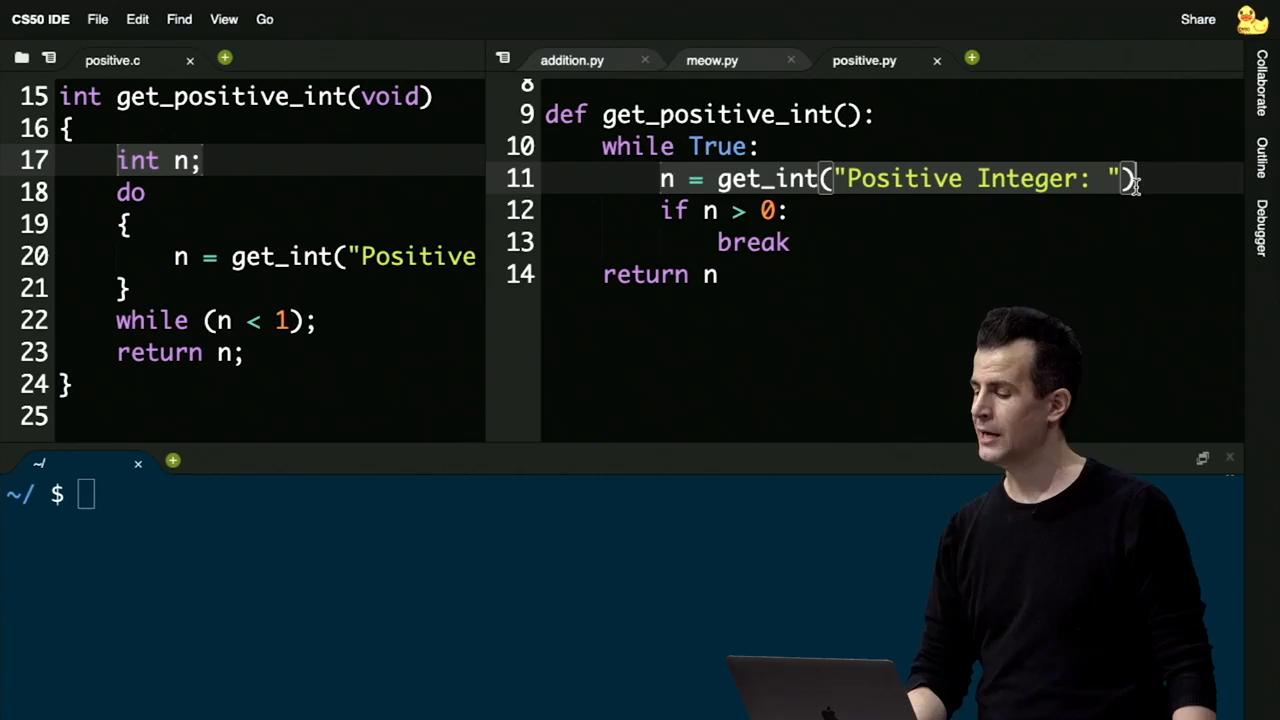 CS50 IDE File Edit Find View Go Share
positive.c
15 int get_positive_int(void)
16 {
17 int n;
18 do
19 {
20 n = get_int("Positive
21 }
22 while (n < 1);
23 return n;
24 }
25
addition.py meow.py positive.py
8
9 def get_positive_int():
10 while True:
11 n = get_int("Positive Integer: ")
12 if n > 0:
13 break
14 return n
Collaborate
Outline
Debugger
~/
~/ $